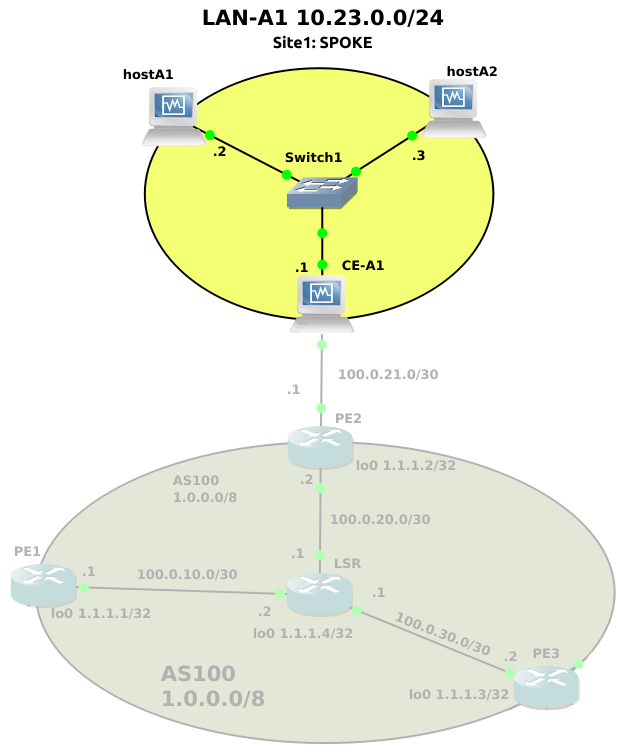 LAN-A1 10.23.0.0/24
Site1: SPOKE
hostA1
hostA2
.2
Switch1
.3
.1
CE-A1
100.0.21.0/30
.1
PE2
lo0 1.1.1.2/32
AS100
1.0.0.0/8
.2
100.0.20.0/30
.1
LSR
PE1
.1
100.0.10.0/30
.1
lo0 1.1.1.1/32
.2
lo0 1.1.1.4/32
100.0.30.0/30
PE3
.2
AS100
1.0.0.0/8
lo0 1.1.1.3/32